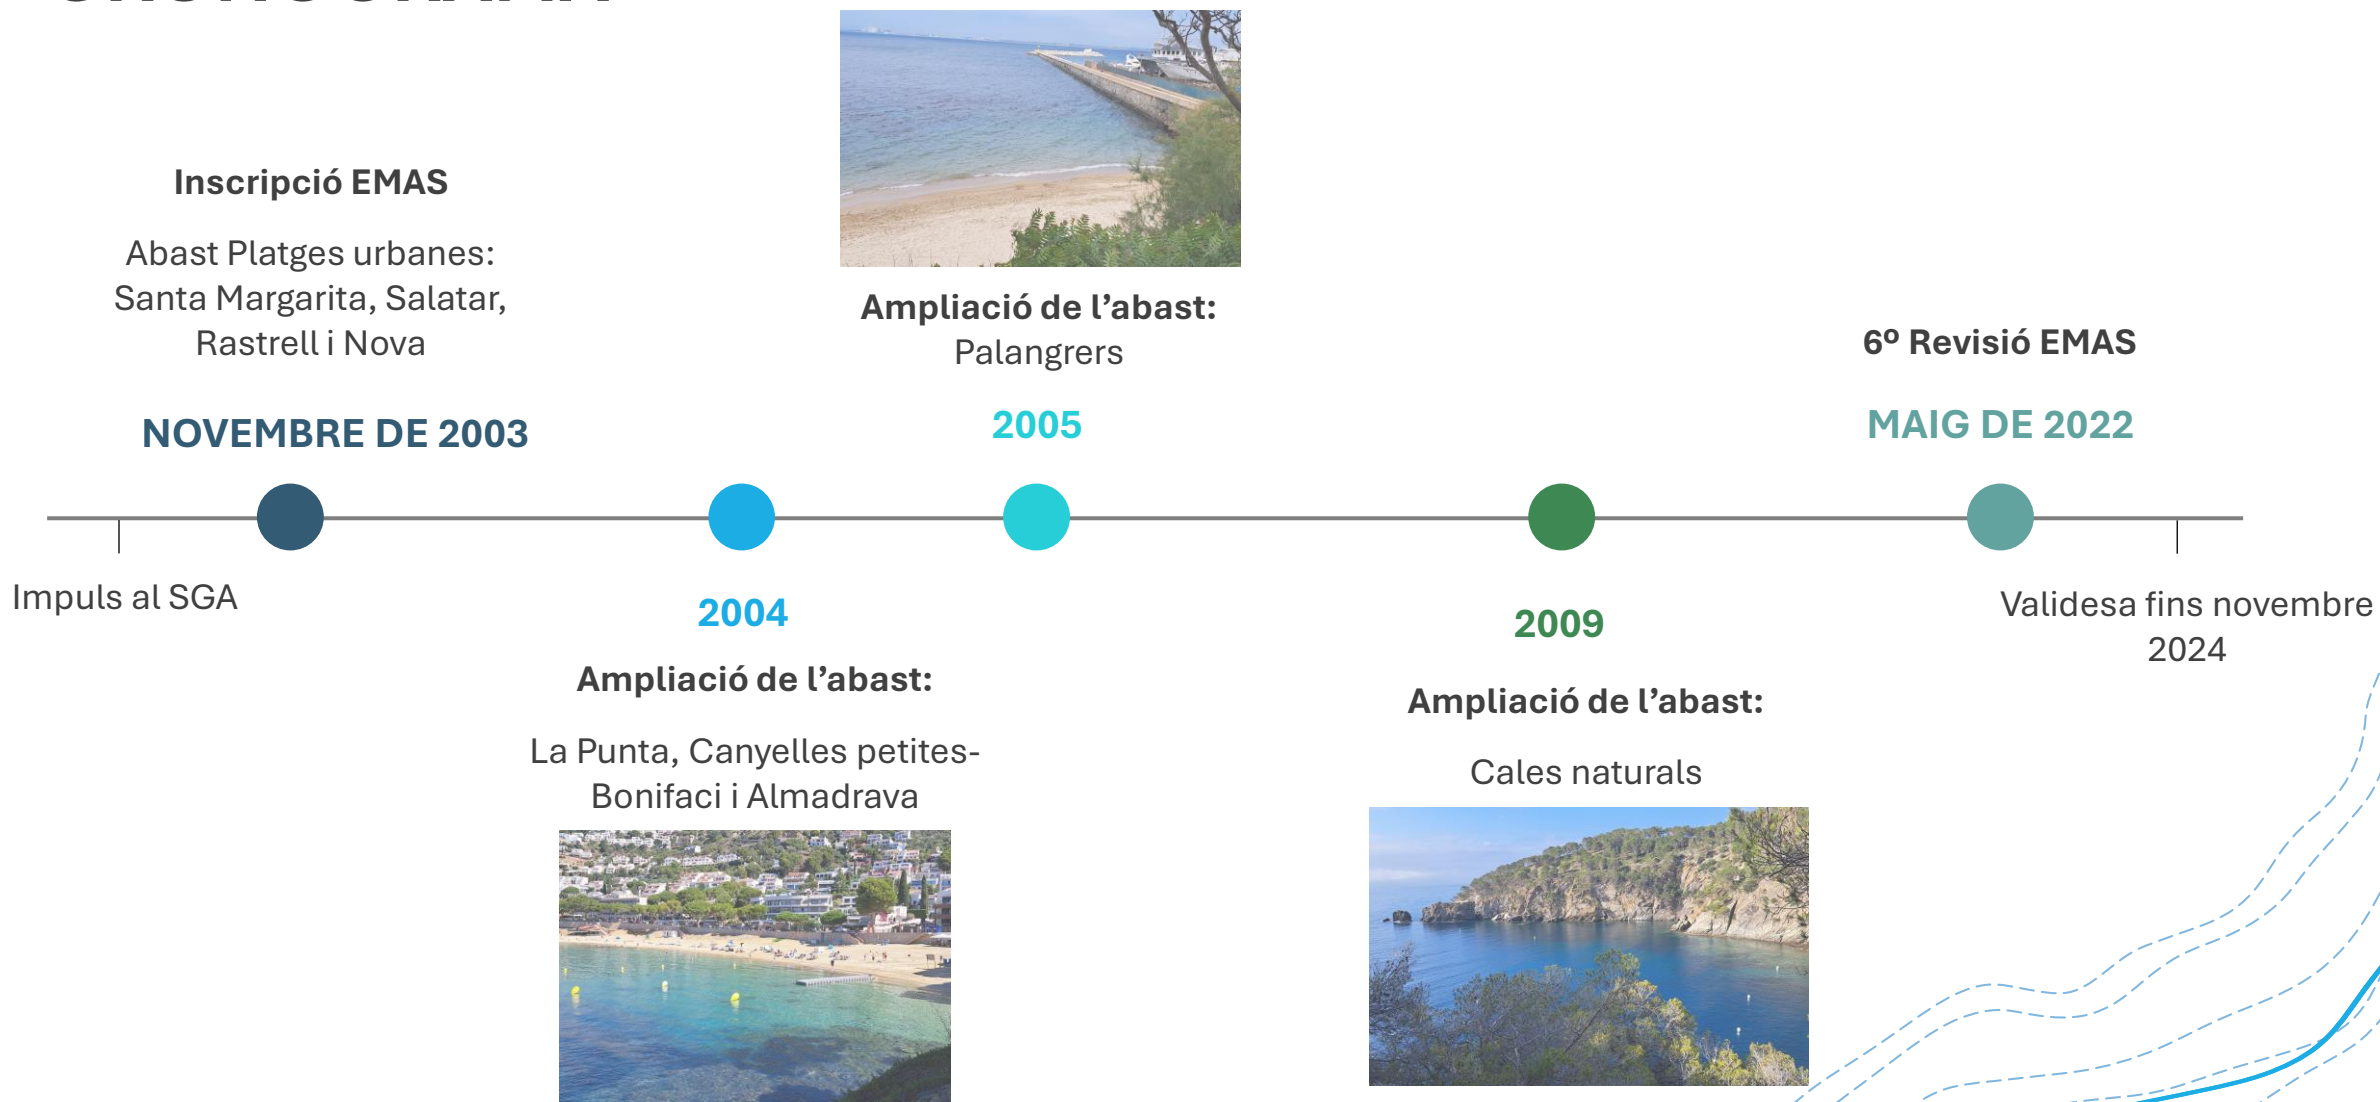 Inscripció EMAS
Abast Platges urbanes:
Santa Margarita, Salatar,
Rastrell i Nova
NOVEMBRE DE 2003
Impuls al SGA
2004
Ampliació de l’abast:
La Punta, Canyelles petites-
Bonifaci i Almadrava
Ampliació de l’abast:
Palangrers
2005
2009
Ampliació de l’abast:
Cales naturals
6º Revisió EMAS
MAIG DE 2022
Validesa fins novembre
2024